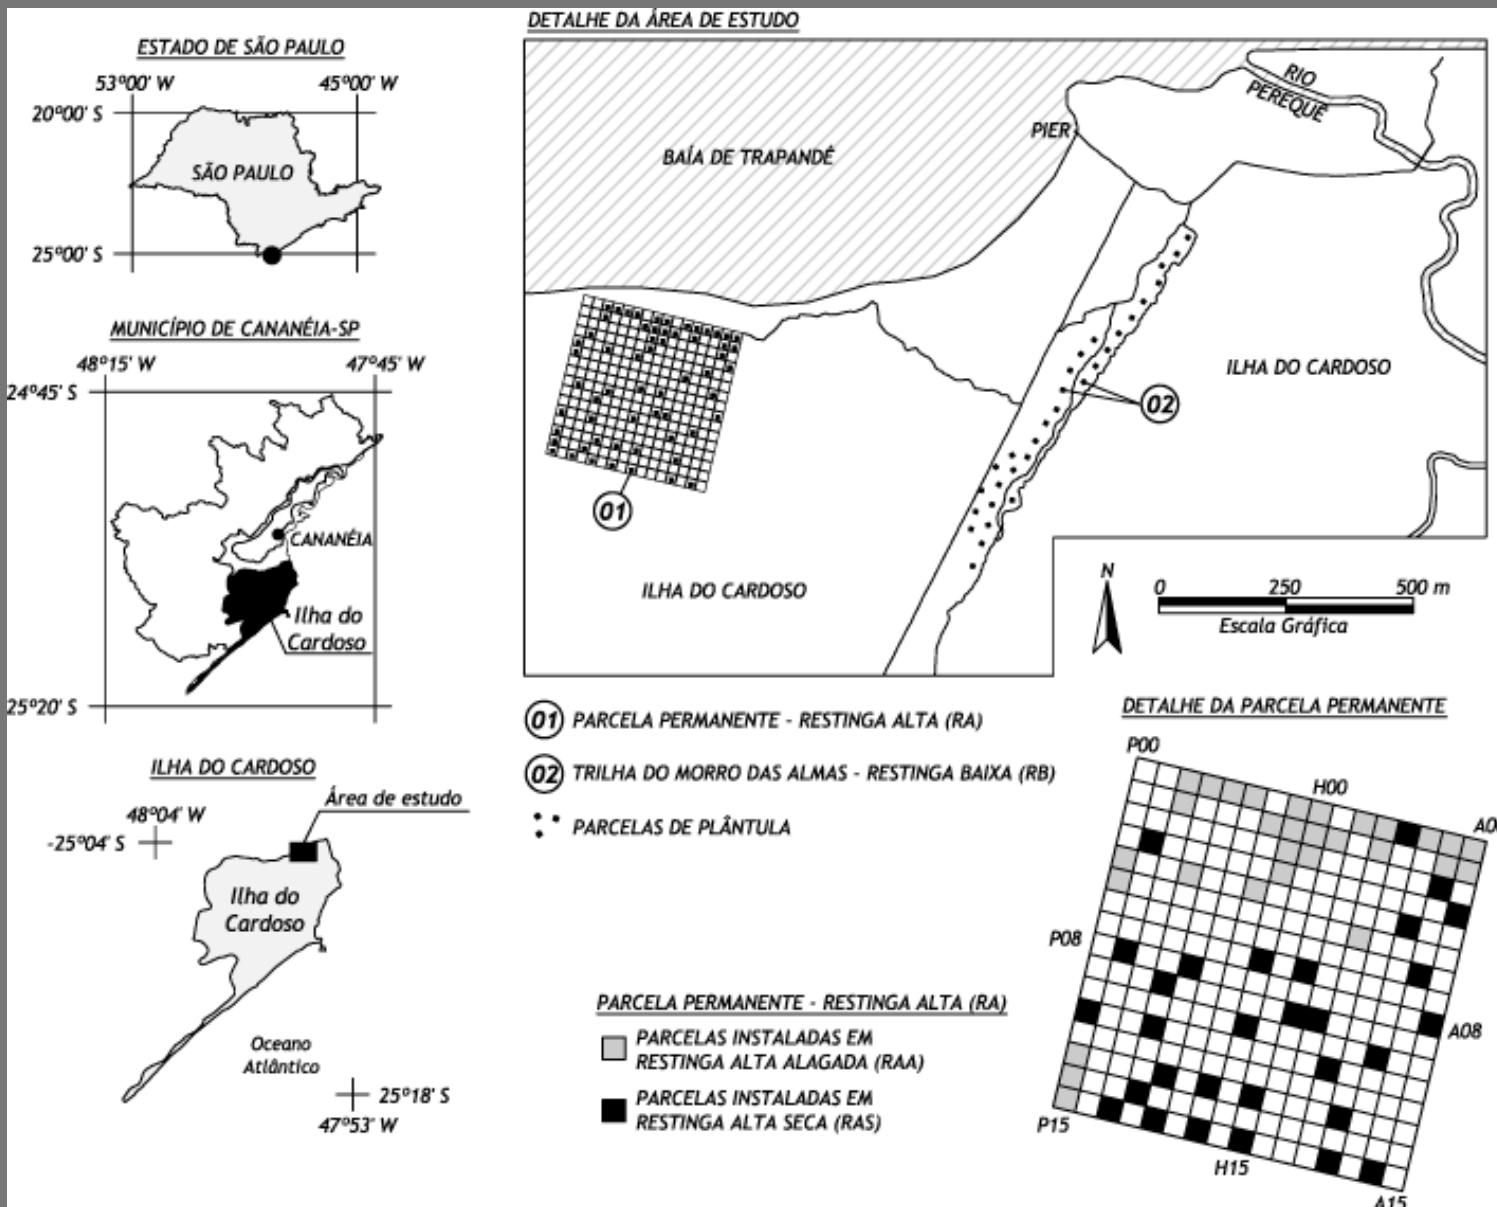 ESTADO DE SÃO PAULO
53º00' W
45º00' W
20º00' S
SÃO PAULO
25º00' S
MUNICÍPIO DE CANANÉIA-SP
48º15' W
47º45' W
24º45' S
CANANÉIA
Ilha do
Cardoso
25º20' S
ILHA DO CARDOSO
Área de estudo
48º04' W
-25º04' S
Ilha do
Cardoso
Oceano
Atlântico
25º18' S
47º53' W
DETALHE DA ÁREA DE ESTUDO
RIO
PEREQUÊ
PIER
BAÍA DE TRAPANDÊ
ILHA DO CARDOSO
02
01
ILHA DO CARDOSO
N
0 250 500 m
Escala Gráfica
01 PARCELA PERMANENTE - RESTINGA ALTA (RA)
02 TRILHA DO MORRO DAS ALMAS - RESTINGA BAIXA (RB)
PARCELAS DE PLÂNTULA
PARCELA PERMANENTE - RESTINGA ALTA (RA)
PARCELAS INSTALADAS EM
RESTINGA ALTA ALAGADA (RAA)
PARCELAS INSTALADAS EM
RESTINGA ALTA SECA (RAS)
DETALHE DA PARCELA PERMANENTE
P00
H00
A0
P08
A08
P15
H15
A15